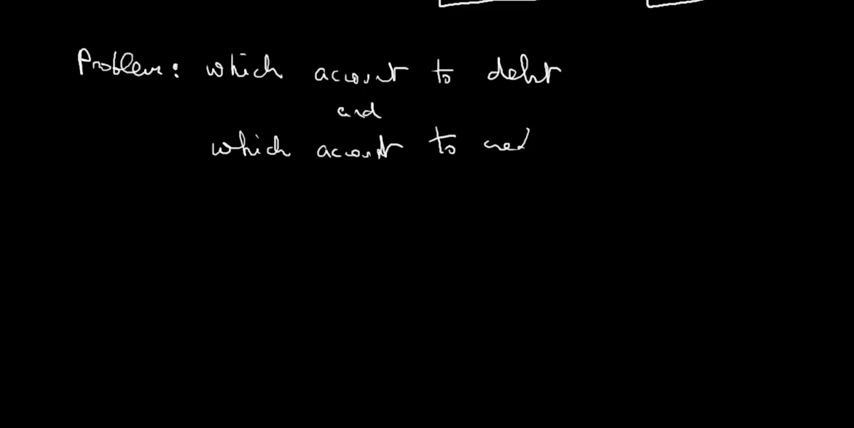 Problem: which account to debit
and
which account to cred